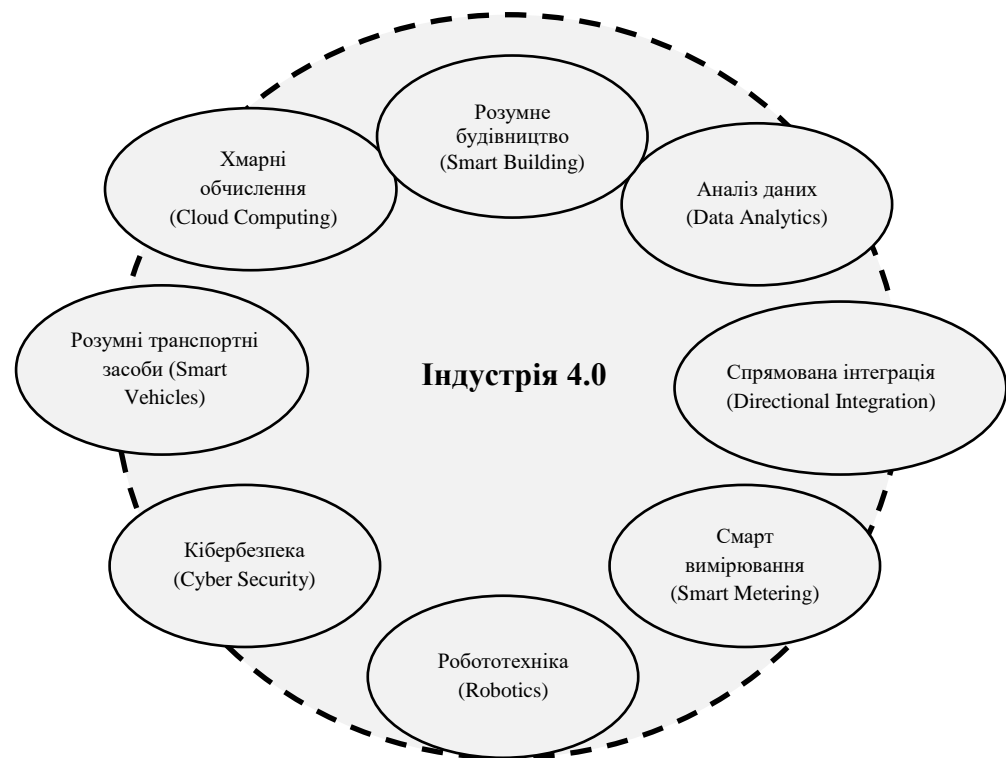 Розумне
будівництво
(Smart Building)
Хмарні
обчислення
(Cloud Computing)
Аналіз даних
(Data Analytics)
Розумні транспортні
засоби (Smart
Vehicles)
Індустрія 4.0
Спрямована інтеграція
(Directional Integration)
Кібербезпека
(Cyber Security)
Смарт
вимірювання
(Smart Metering)
Робототехніка
(Robotics)